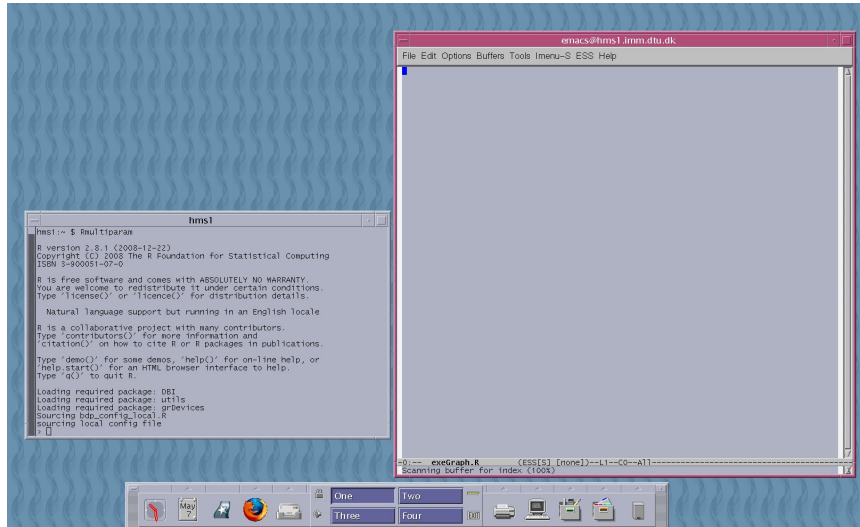 emacs@hms1.imm.dtu.dk
File Edit Options Buffers Tools Imenu-S ESS Help
hms1
hms1:~ $ Rmultiparam
R version 2.8.1 (2008-12-22)
Copyright (C) 2008 The R Foundation for Statistical Computing
ISBN 3-900051-07-0
R is free software and comes with ABSOLUTELY NO WARRANTY.
You are welcome to redistribute it under certain conditions.
Type 'license()' or 'licence()' for distribution details.
Natural language support but running in an English locale
R is a collaborative project with many contributors.
Type 'contributors()' for more information and
'citation()' on how to cite R or R packages in publications.
Type 'demo()' for some demos, 'help()' for on-line help, or
'help.start()' for an HTML browser interface to help.
Type 'q()' to quit R.
Loading required package: DBI
Loading required package: utils
Loading required package: grDevices
Sourcing bdp_config_local.R
sourcing local config file
>
-0:-- exeGraph.R (ESS[S] [none])--L1--C0--All--------------------
Scanning buffer for index (100%)
May
7
One
Two
Three
Four
EXIT